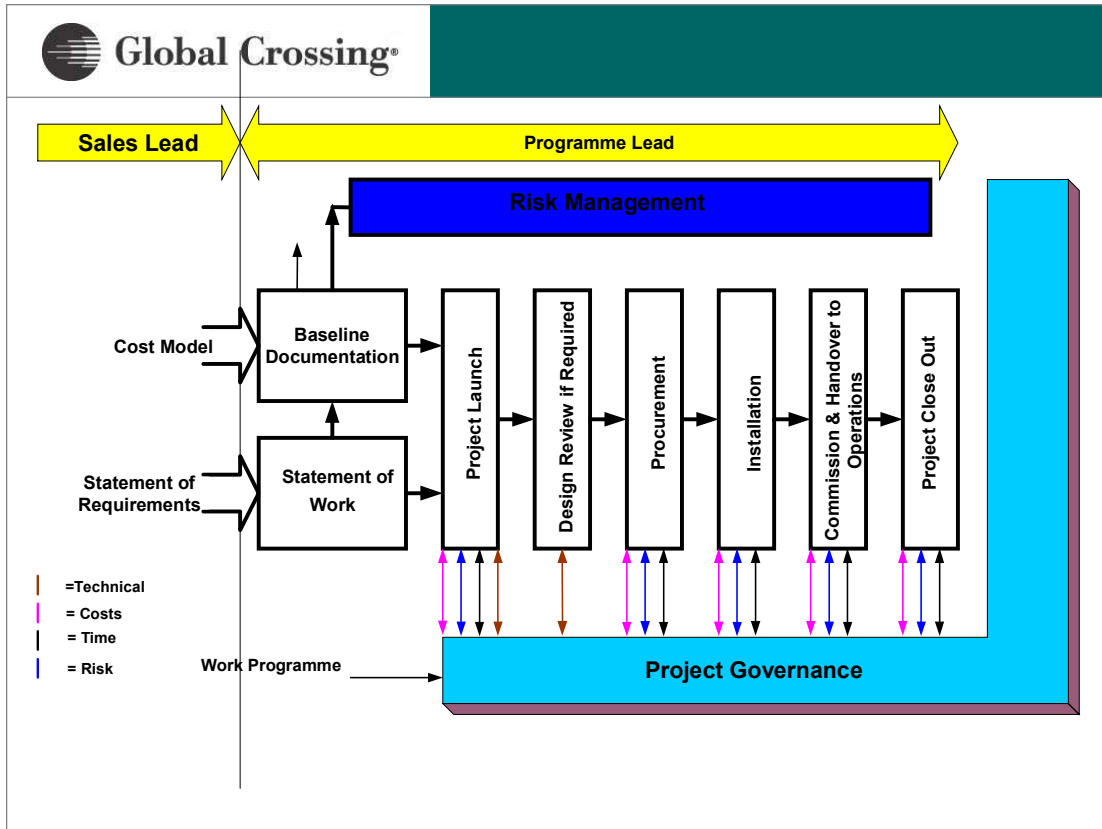 Global Crossing®
Sales Lead
Programme Lead
Risk Management
Cost Model
Baseline
Documentation
Statement of
Requirements
Statement of
Work
Project Launch
Design Review if Required
Procurement
Installation
Commission & Handover to
Operations
Project Close Out
=Technical
= Costs
= Time
= Risk
Work Programme
Project Governance